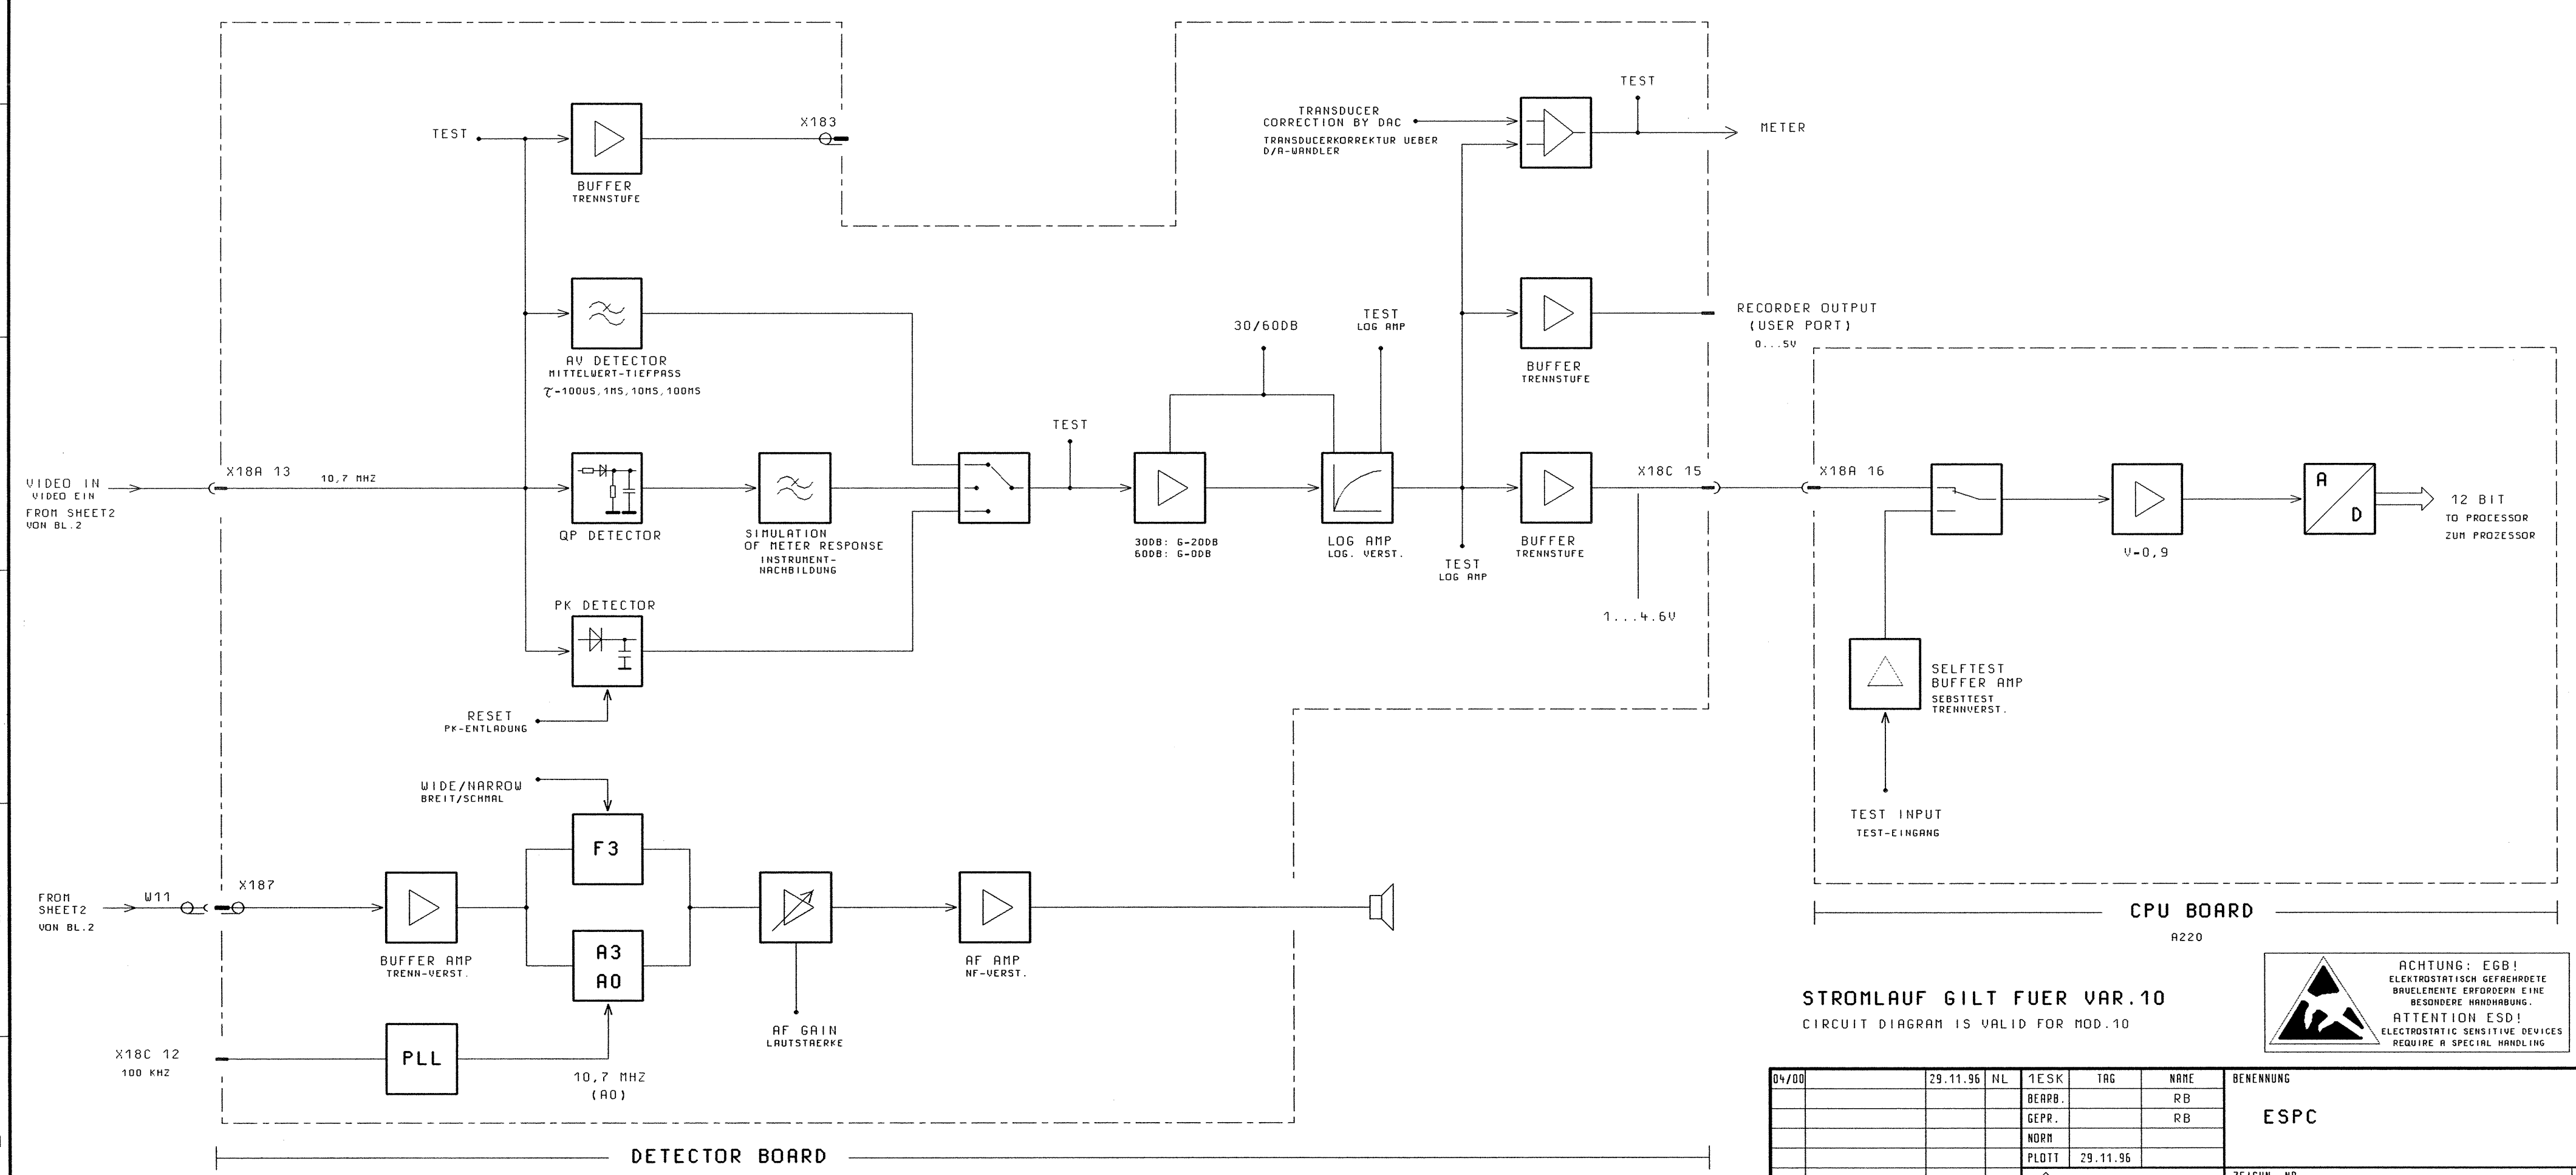 TEST
BUFFER
TRENNSTUFE
X183
TRANSDUCER
CORRECTION BY DAC
TRANSDUCERKORREKTUR UEBER
D/A-WANDLER
TEST
METER
AV DETECTOR
MITTELWERT-TIEFPASS
τ=100US,1MS,10MS,100MS
30/60DB
TEST
LOG AMP
BUFFER
TRENNSTUFE
RECORDER OUTPUT
(USER PORT)
0...5V
VIDEO IN
VIDEO EIN
FROM SHEET2
VON BL.2
X18A 13
10,7 MHZ
QP DETECTOR
SIMULATION
OF METER RESPONSE
INSTRUMENT-
NACHBILDUNG
TEST
30DB: G=20DB
60DB: G=0DB
LOG AMP
LOG. VERST.
TEST
LOG AMP
BUFFER
TRENNSTUFE
X18C 15
1...4.6V
X18A 16
V=0,9
A
D
12 BIT
TO PROCESSOR
ZUM PROZESSOR
PK DETECTOR
RESET
PK-ENTLADUNG
SELFTEST
BUFFER AMP
SEBSTTEST
TRENNVERST.
TEST INPUT
TEST-EINGANG
WIDE/NARROW
BREIT/SCHMAL
F3
FROM
SHEET2
VON BL.2
W11
X187
BUFFER AMP
TRENN-VERST.
A3
A0
AF GAIN
LAUTSTAERKE
AF AMP
NF-VERST.
X18C 12
100 KHZ
PLL
10,7 MHZ
(A0)
DETECTOR BOARD
CPU BOARD
A220
STROMLAUF GILT FUER VAR.10
CIRCUIT DIAGRAM IS VALID FOR MOD.10
ACHTUNG: EGB!
ELEKTROSTATISCH GEFAEHRDETE
BAUELEMENTE ERFORDERN EINE
BESONDERE HANDHABUNG.
ATTENTION ESD!
ELECTROSTATIC SENSITIVE DEVICES
REQUIRE A SPECIAL HANDLING
04/00 29.11.96 NL 1ESK TAG NAME BENENNUNG
BEARB. RB
GEPR. RB
ESPC
NORM
PLOTT 29.11.96